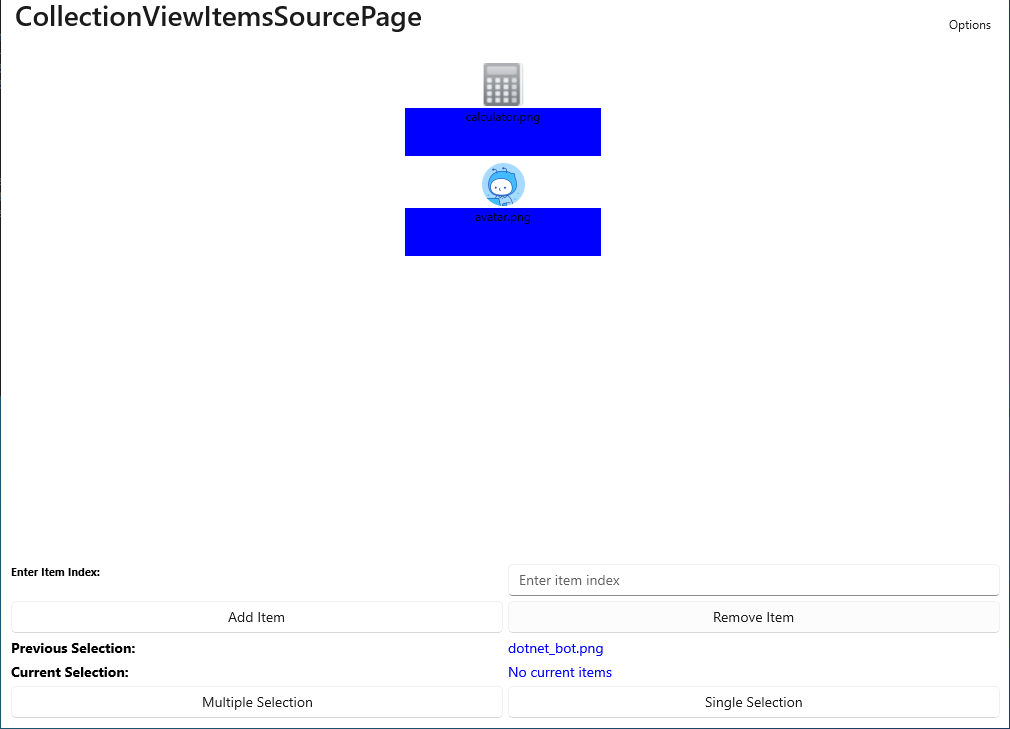 CollectionViewItemsSourcePage
Options
calculator.png
avatar.png
Enter Item Index:
Enter item index
Add Item
Remove Item
Previous Selection:
dotnet_bot.png
Current Selection:
No current items
Multiple Selection
Single Selection